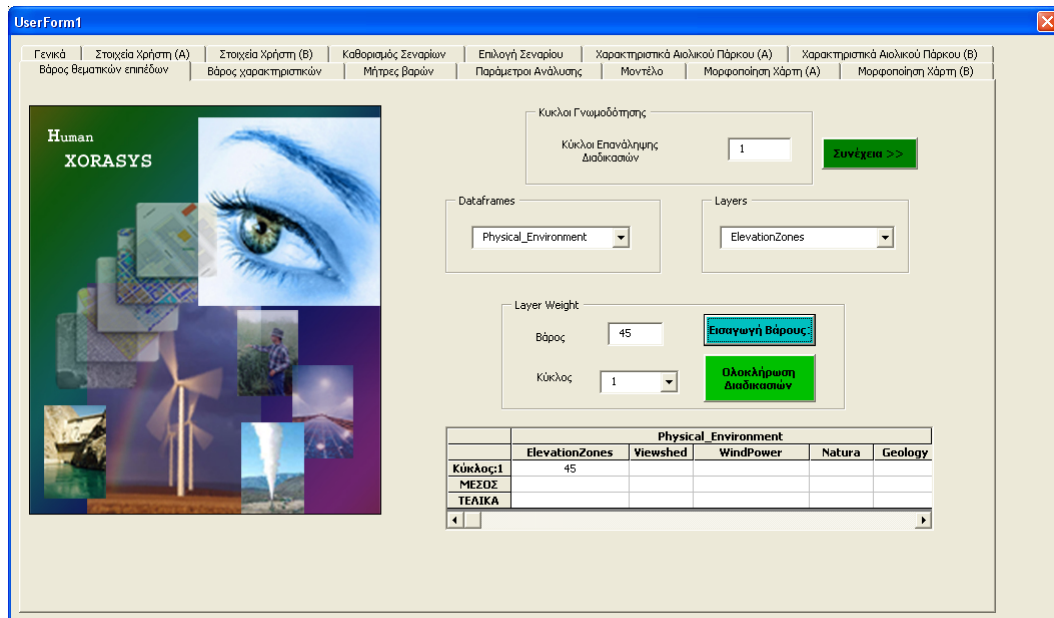 UserForm1
Γενικά Στοιχεία Χρήστη (Α) Στοιχεία Χρήστη (Β) Καθορισμός Σεναρίων Επιλογή Σεναρίου Χαρακτηριστικά Αιολικού Πάρκου (Α) Χαρακτηριστικά Αιολικού Πάρκου (Β)
Βάρος θεματικών επιπέδων Βάρος χαρακτηριστικών Μήτρες βαρών Παράμετροι Ανάλυσης Μοντέλο Μορφοποίηση Χάρτη (Α) Μορφοποίηση Χάρτη (Β)
Human
XORASYS
Κυκλοι Γνωμοδότησης
Κύκλοι Επανάληψης
Διαδικασιών
1
Συνέχεια >>
Dataframes
Physical_Environment
Layers
ElevationZones
Layer Weight
Βάρος
45
Εισαγωγή Βάρους
Κύκλος
1
Ολοκλήρωση
Διαδικασιών
Physical_Environment
ElevationZones Viewshed WindPower Natura Geology
Κύκλος:1 45
ΜΕΣΟΣ
ΤΕΛΙΚΑ